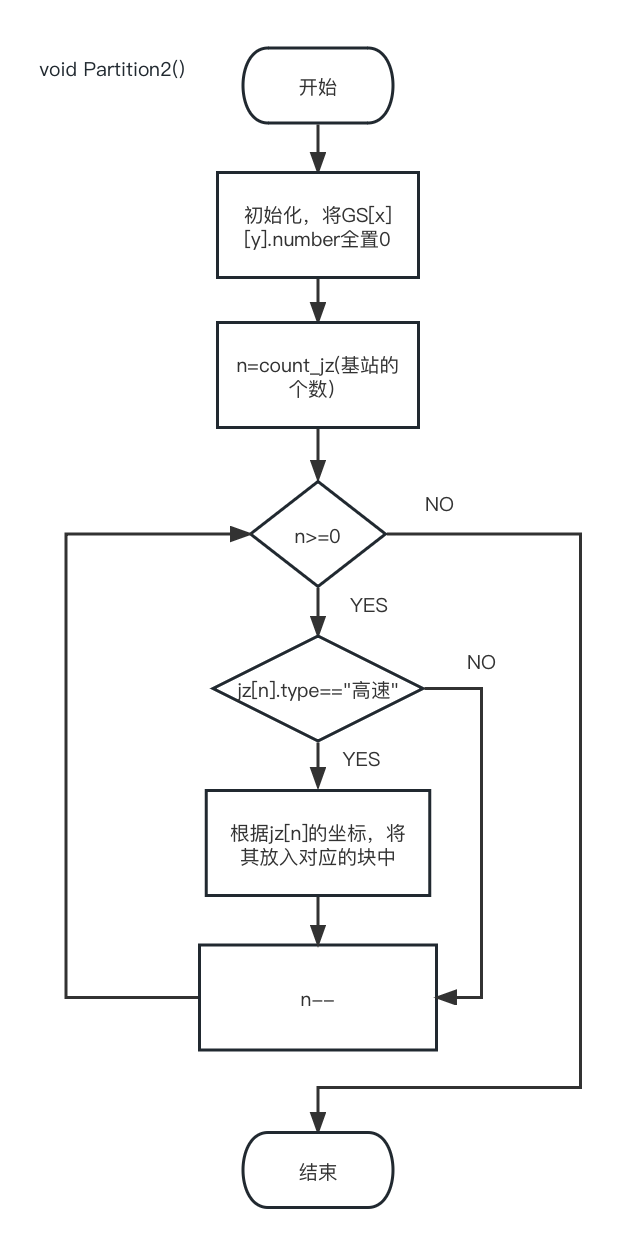 void Partition2()
开始
初始化，将GS[x]
[y].number全置0
n=count_jz(基站的
个数)
n>=0
NO
YES
jz[n].type=="高速"
NO
YES
根据jz[n]的坐标，将
其放入对应的块中
n--
结束